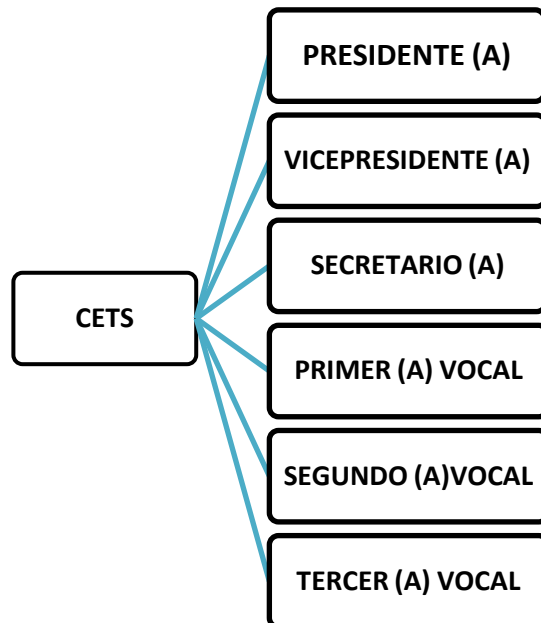 PRESIDENTE (A)
VICEPRESIDENTE (A)
SECRETARIO (A)
CETS
PRIMER (A) VOCAL
SEGUNDO (A)VOCAL
TERCER (A) VOCAL